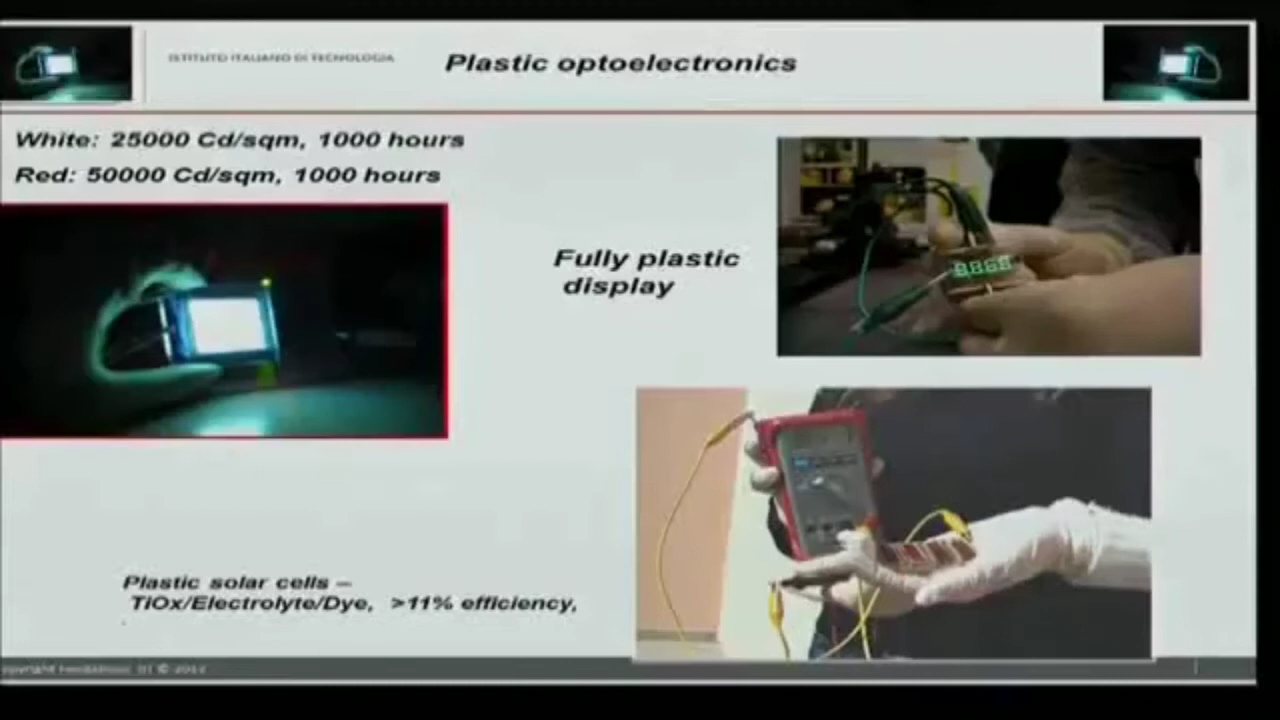 ISTITUTO ITALIANO DI TECNOLOGIA
Plastic optoelectronics
White: 25000 Cd/sqm, 1000 hours
Red: 50000 Cd/sqm, 1000 hours
Fully plastic
display
Plastic solar cells –
TiOx/Electrolyte/Dye, >11% efficiency,